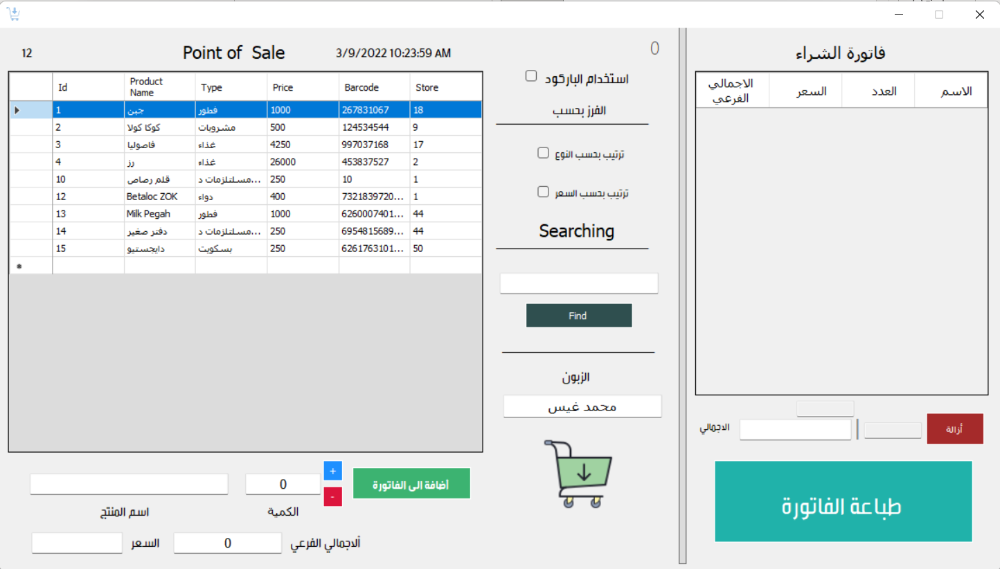 12
Point of Sale
3/9/2022 10:23:59 AM
Id Product Name Type Price Barcode Store
1 جبن فطور 1000 267831067 18
2 كوكا كولا مشروبات 500 124534544 9
3 فاصوليا غذاء 4250 997037168 17
4 رز غذاء 26000 453837527 2
10 قلم رصاص مستلزمات د... 250 10 1
12 Betaloc ZOK دواء 400 7321839720... 1
13 Milk Pegah فطور 1000 6260007401... 44
14 دفتر صغير مسلتلزمات د... 250 6954815689... 44
15 دايجستيو بسكويت 250 6261763101... 50
0
+
-
أضافة الى الفاتورة
اسم المنتج
الكمية
السعر
0
ألاجمالي الفرعي
0
استخدام الباركود
الفرز بحسب
ترتيب بحسب النوع
ترتيب بحسب السعر
Searching
Find
الزبون
محمد غيس
فاتورة الشراء
الاسم العدد السعر الاجمالي الفرعي
الاجمالي
أزالة
طباعة الفاتورة